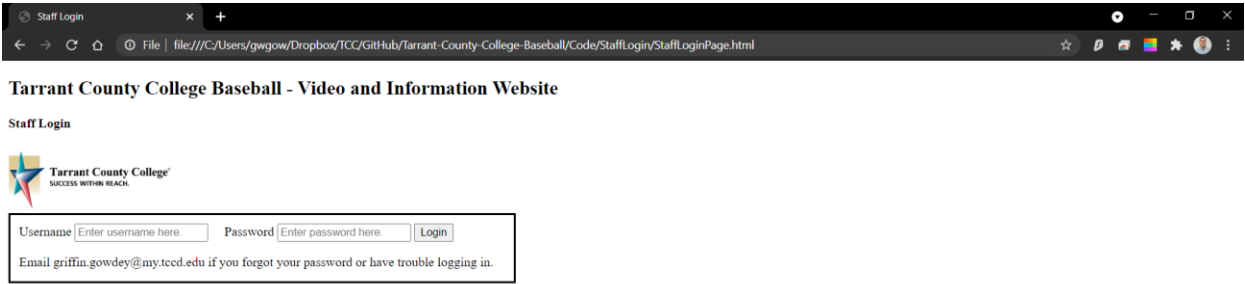 Staff Login
File | file:///C:/Users/gwgow/Dropbox/TCC/GitHub/Tarrant-County-College-Baseball/Code/StaffLogin/StaffLoginPage.html
Tarrant County College Baseball - Video and Information Website
Staff Login
Tarrant County College®
SUCCESS WITHIN REACH.
Username Enter username here. Password Enter password here. Login
Email griffin.gowdey@my.tccd.edu if you forgot your password or have trouble logging in.